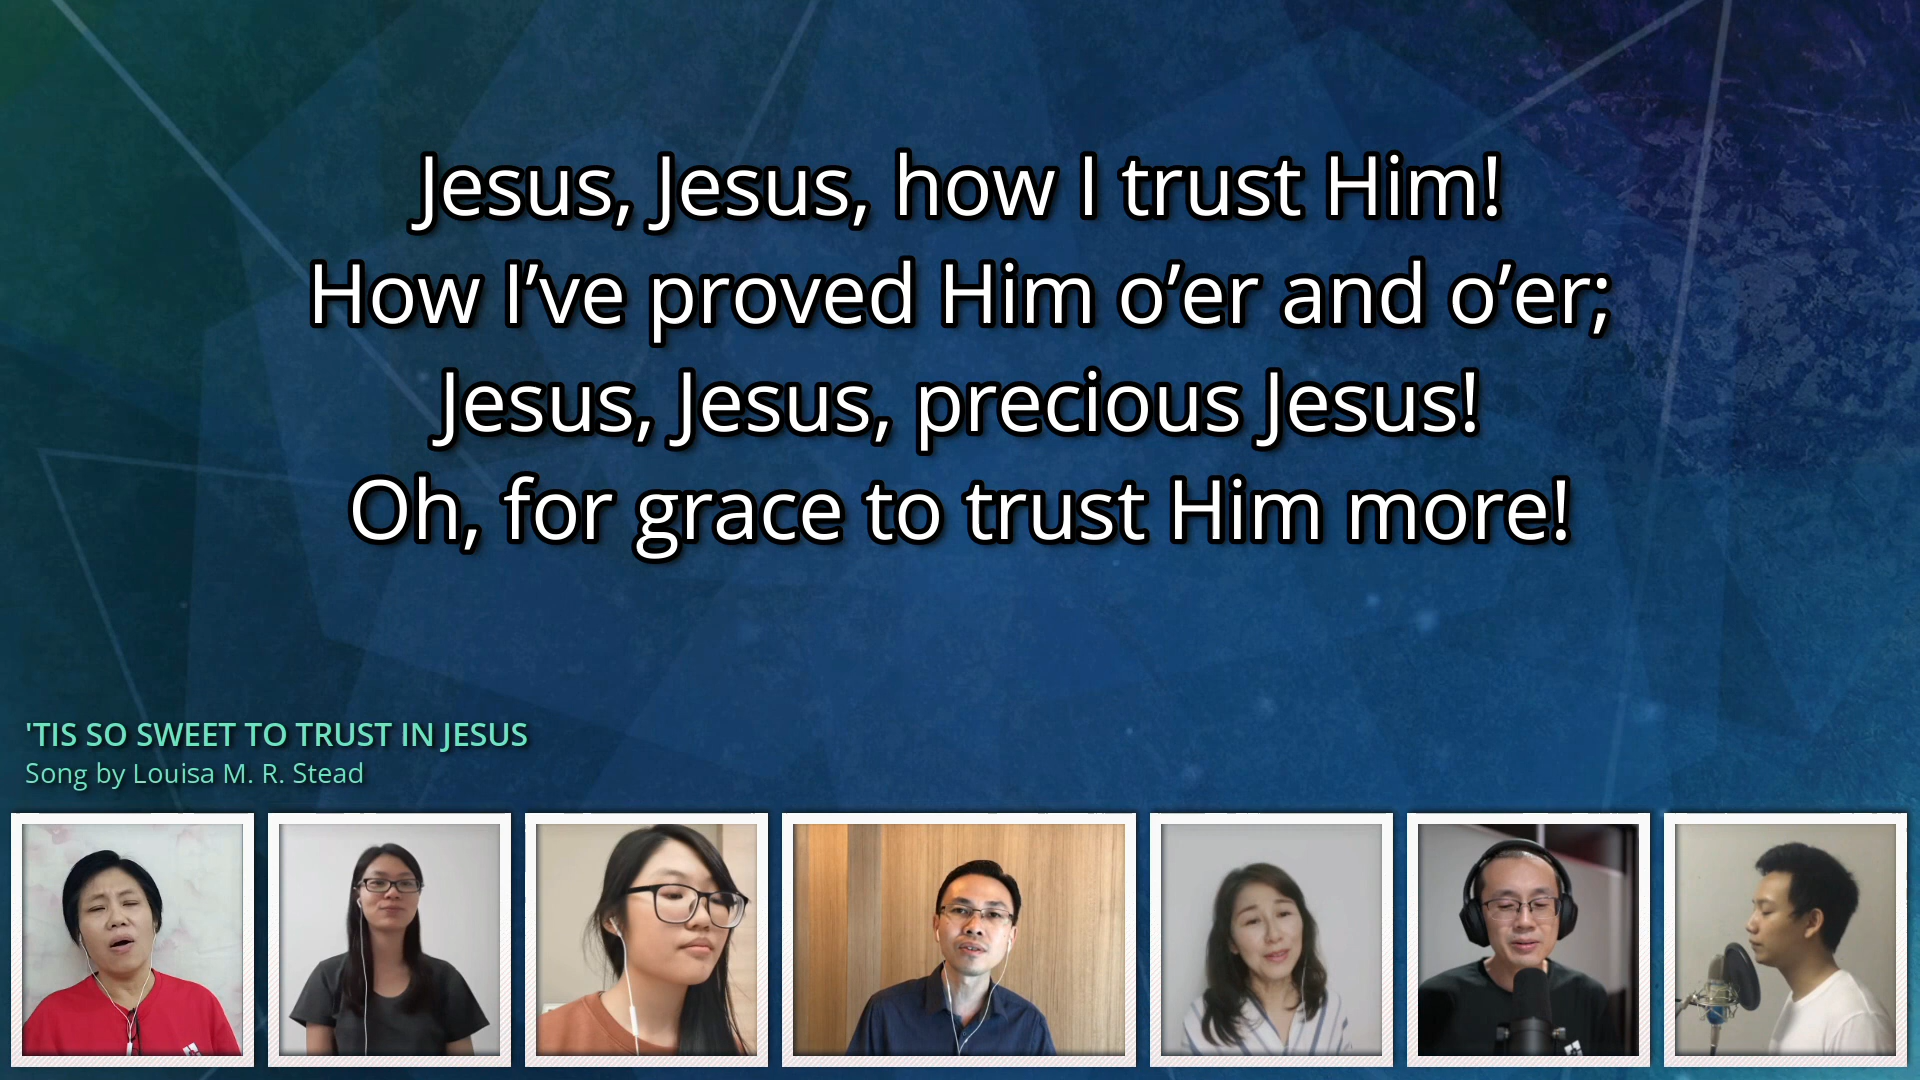 Jesus, Jesus, how I trust Him!
How I’ve proved Him o’er and o’er;
Jesus, Jesus, precious Jesus!
Oh, for grace to trust Him more!
'TIS SO SWEET TO TRUST IN JESUS
Song by Louisa M. R. Stead